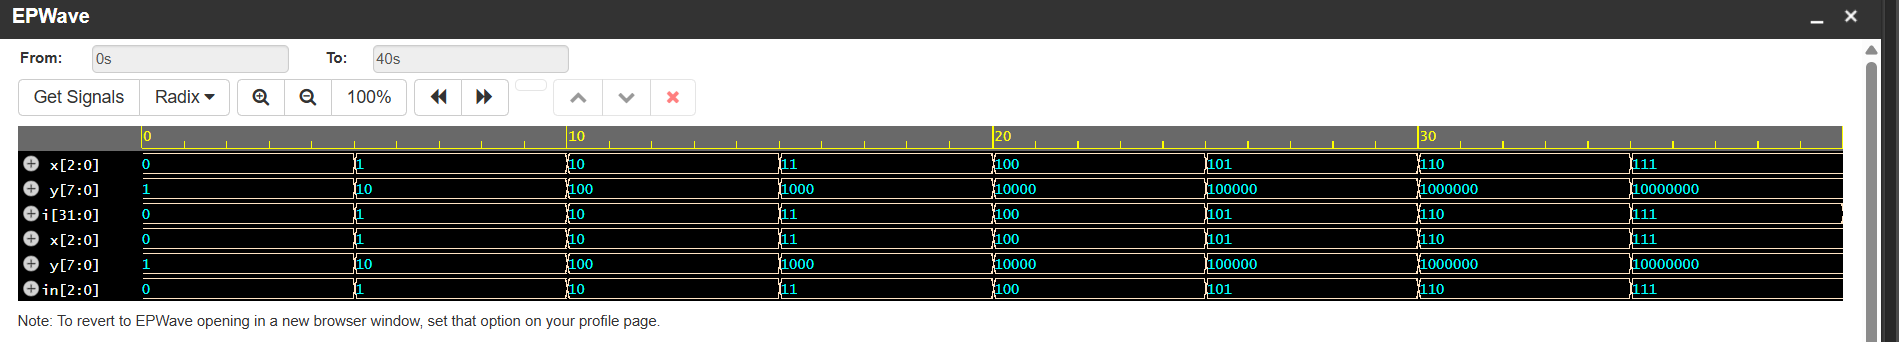 EPWave
From: 0s To: 40s
Get Signals Radix 100%
0 10 20 30
x[2:0] 0 1 10 11 100 101 110 111
y[7:0] 1 10 100 1000 10000 100000 1000000 10000000
i[31:0] 0 1 10 11 100 101 110 111
x[2:0] 0 1 10 11 100 101 110 111
y[7:0] 1 10 100 1000 10000 100000 1000000 10000000
in[2:0] 0 1 10 11 100 101 110 111
Note: To revert to EPWave opening in a new browser window, set that option on your profile page.